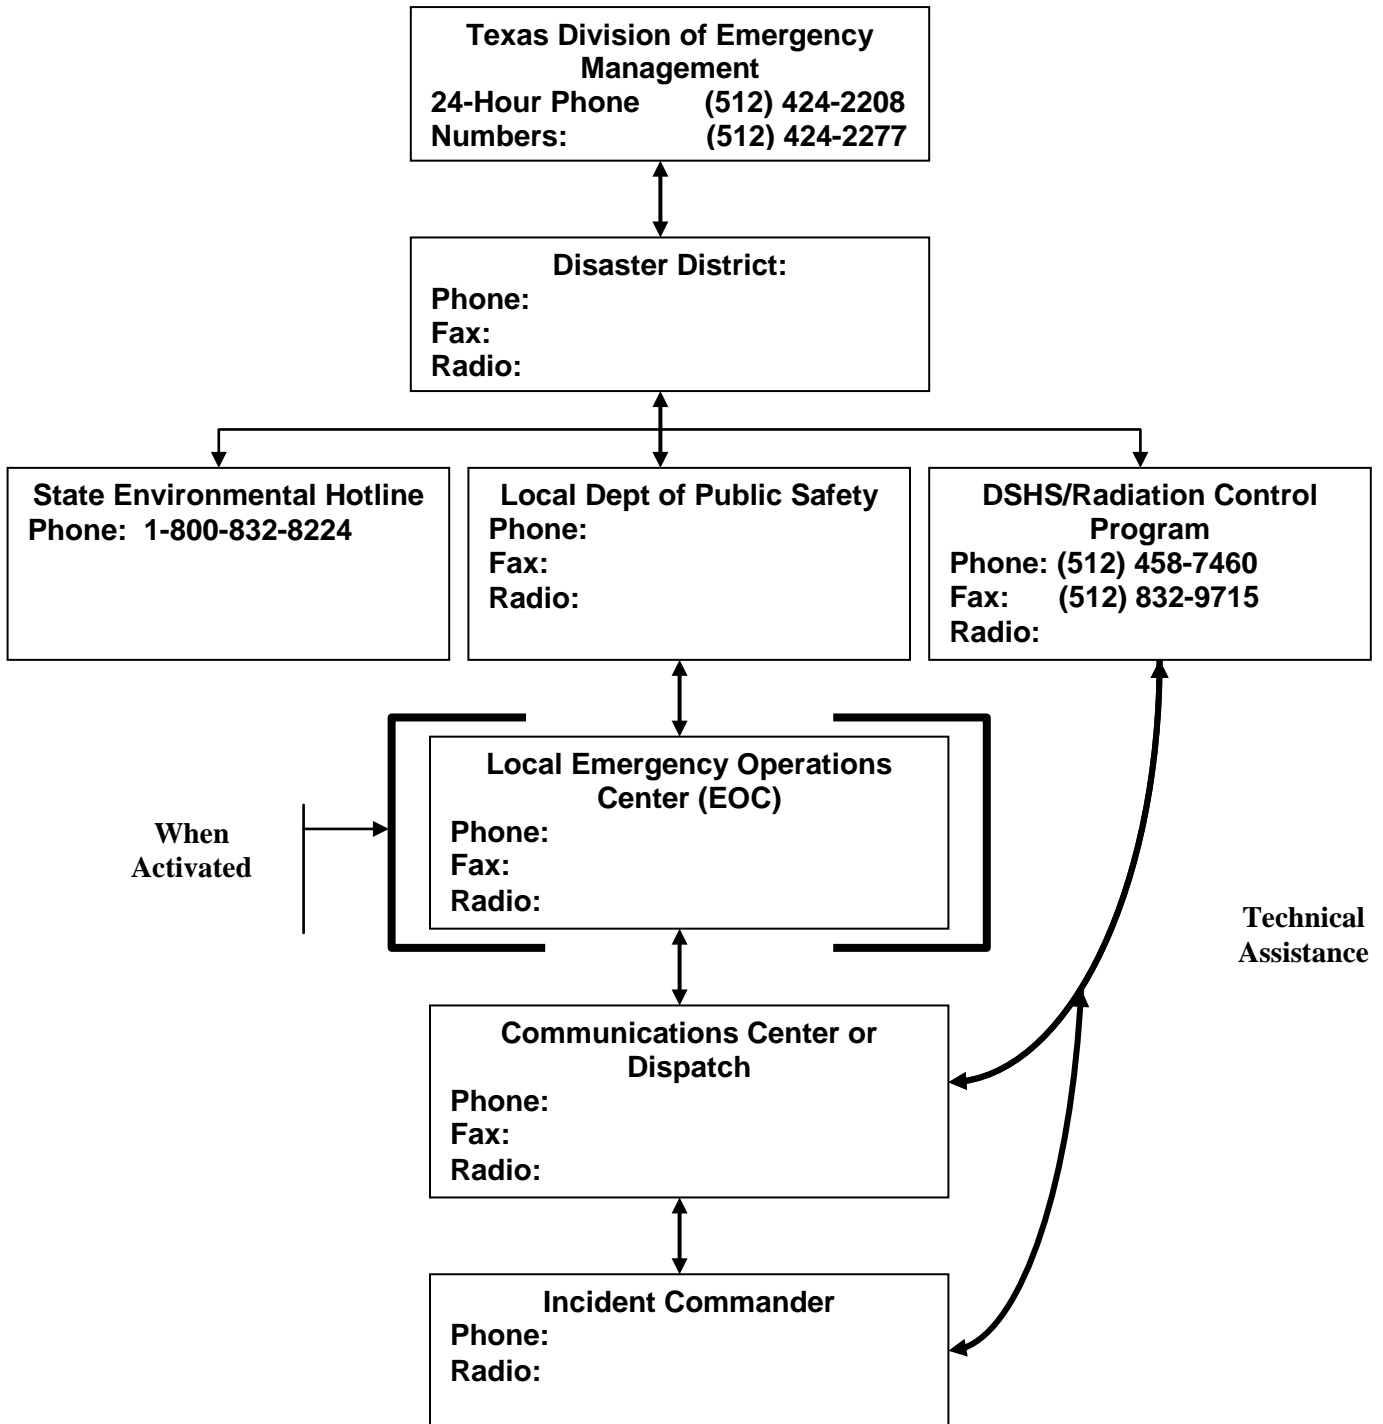 Texas Division of Emergency
Management
24-Hour Phone (512) 424-2208
Numbers: (512) 424-2277
Disaster District:
Phone:
Fax:
Radio:
State Environmental Hotline
Phone: 1-800-832-8224
Local Dept of Public Safety
Phone:
Fax:
Radio:
DSHS/Radiation Control
Program
Phone: (512) 458-7460
Fax: (512) 832-9715
Radio:
When
Activated
Local Emergency Operations
Center (EOC)
Phone:
Fax:
Radio:
Technical
Assistance
Communications Center or
Dispatch
Phone:
Fax:
Radio:
Incident Commander
Phone:
Radio: